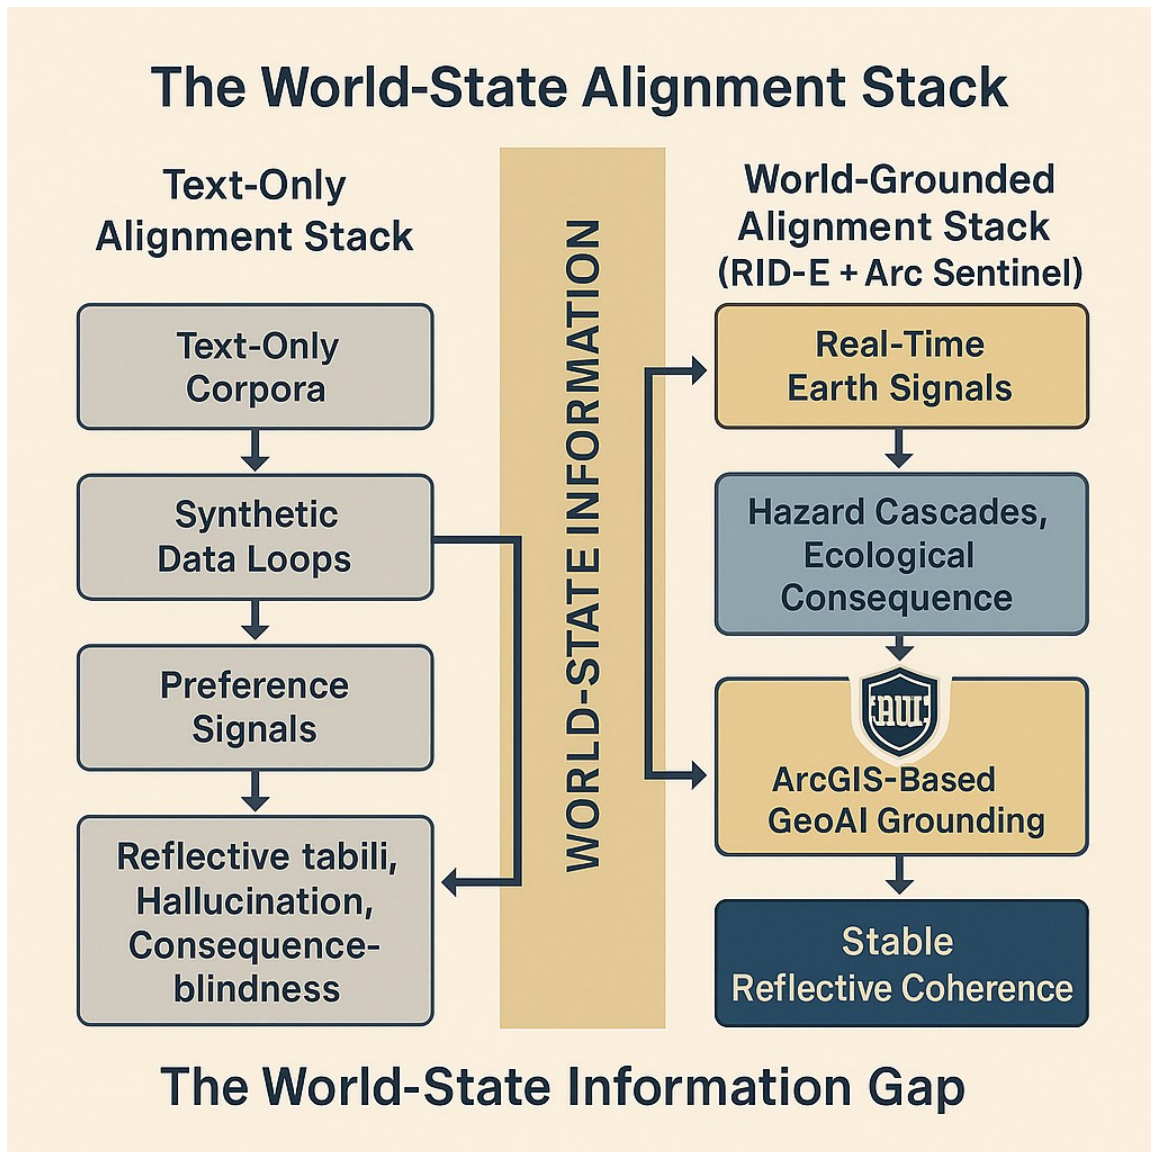 The World-State Alignment Stack
Text-Only
Alignment Stack
Text-Only
Corpora
Synthetic
Data Loops
Preference
Signals
Reflective tabili,
Hallucination,
Consequence-
blindness
WORLD-STATE INFORMATION
World-Grounded
Alignment Stack
(RID-E + Arc Sentinel)
Real-Time
Earth Signals
Hazard Cascades,
Ecological
Consequence
ArcGIS-Based
GeoAI Grounding
Stable
Reflective Coherence
The World-State Information Gap